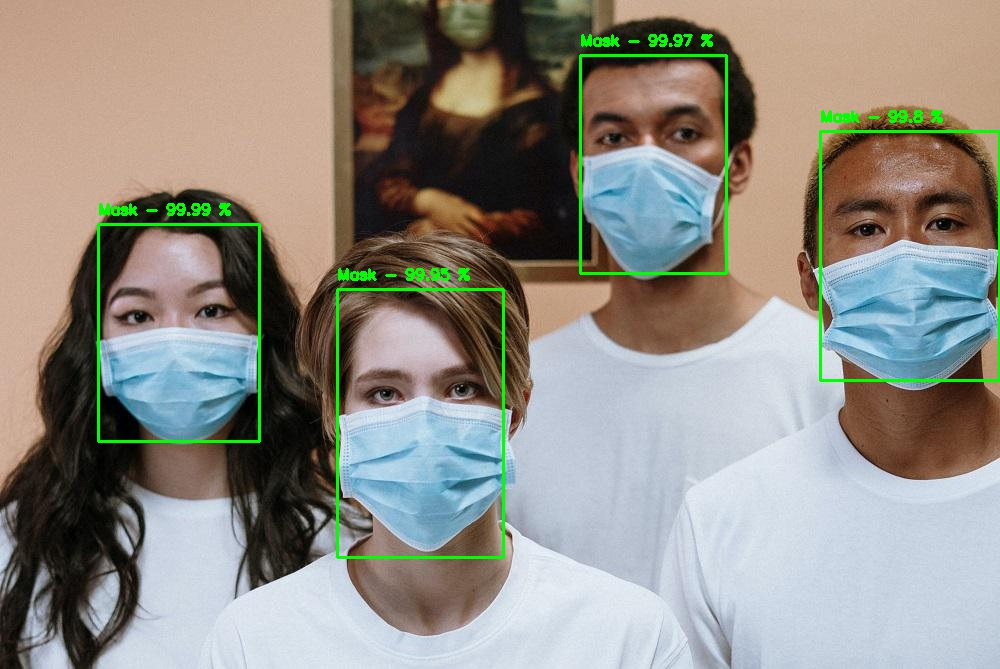 Mask - 99.97 %
Mask - 99.8 %
Mask - 99.99 %
Mask - 99.95 %